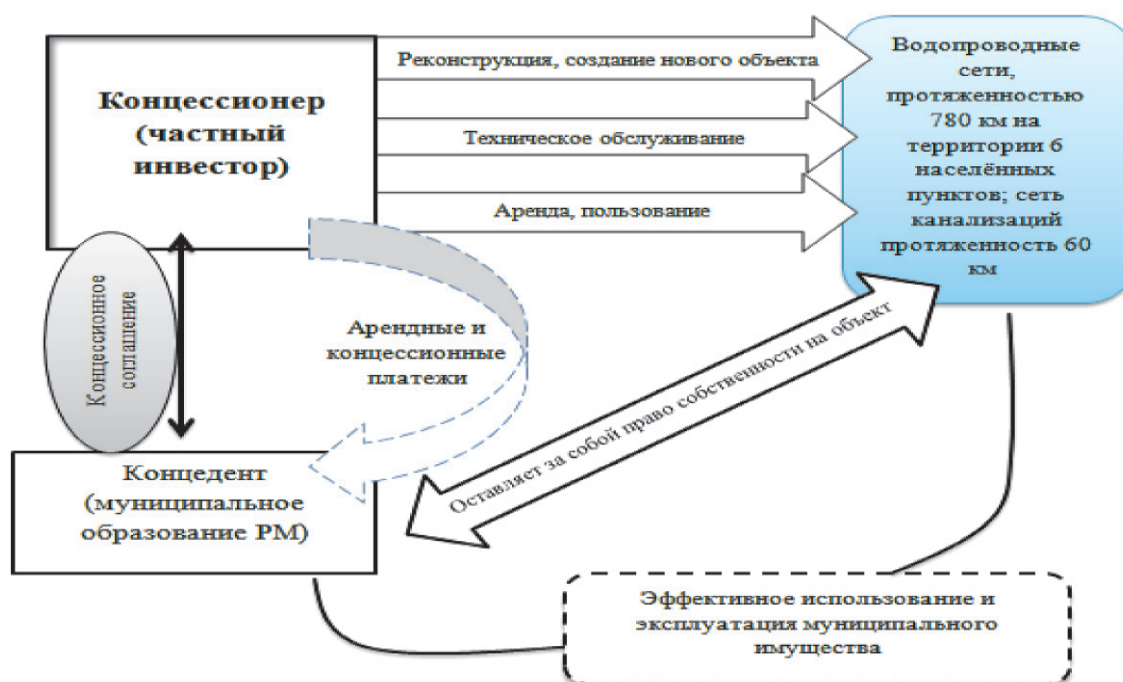 Концессионер
(частный
инвестор)
Реконструкция, создание нового объекта
Техническое обслуживание
Аренда, пользование
Водопроводные
сети,
протяженностью
780 км на
территории 6
населённых
пунктов; сеть
канализаций
протяженность 60
км
Концессионное
соглашение
Арендные и
концессионные
платежи
Оставляет за собой право собственности на объект
Концедент
(муниципальное
образование РМ)
Эффективное использование и
эксплуатация муниципального
имущества